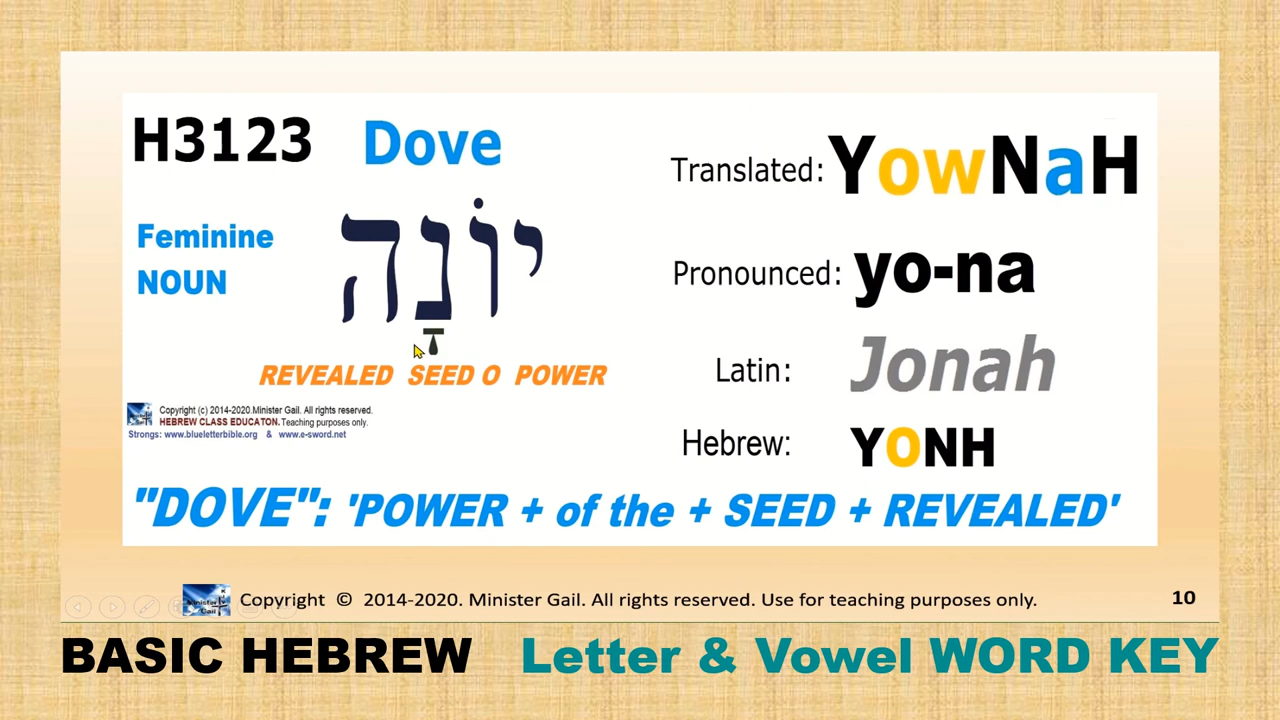 H3123 Dove
Translated: YowNaH
Feminine
NOUN
יוֹנָה
Pronounced: yo-na
REVEALED SEED O POWER
Latin: Jonah
Copyright (c) 2014-2020.Minister Gail. All rights reserved.
HEBREW CLASS EDUCATON. Teaching purposes only.
Strongs: www.blueletterbible.org & www.e-sword.net
Hebrew: YONH
"DOVE": 'POWER + of the + SEED + REVEALED'
Minister Gail
Copyright © 2014-2020. Minister Gail. All rights reserved. Use for teaching purposes only.
10
BASIC HEBREW Letter & Vowel WORD KEY